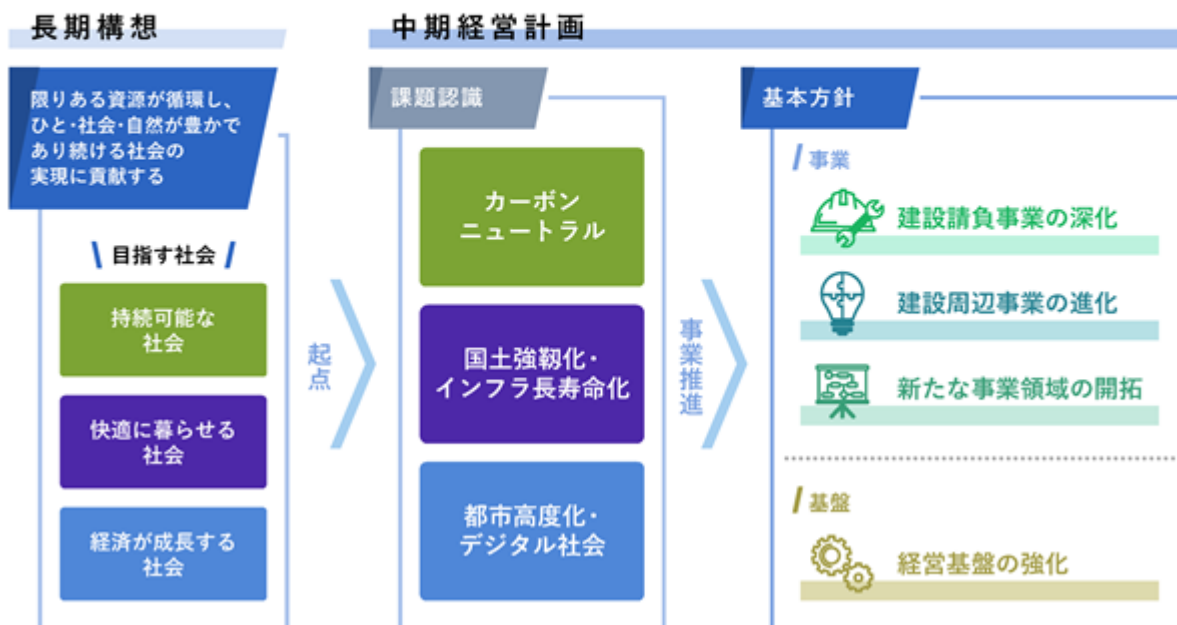 長期構想
限りある資源が循環し、
ひと・社会・自然が豊かで
あり続ける社会の
実現に貢献する
目指す社会
持続可能な
社会
快適に暮らせる
社会
経済が成長する
社会
起点
中期経営計画
課題認識
カーボン
ニュートラル
国土強靱化・
インフラ長寿命化
都市高度化・
デジタル社会
事業推進
基本方針
事業
建設請負事業の深化
建設周辺事業の進化
新たな事業領域の開拓
基盤
経営基盤の強化